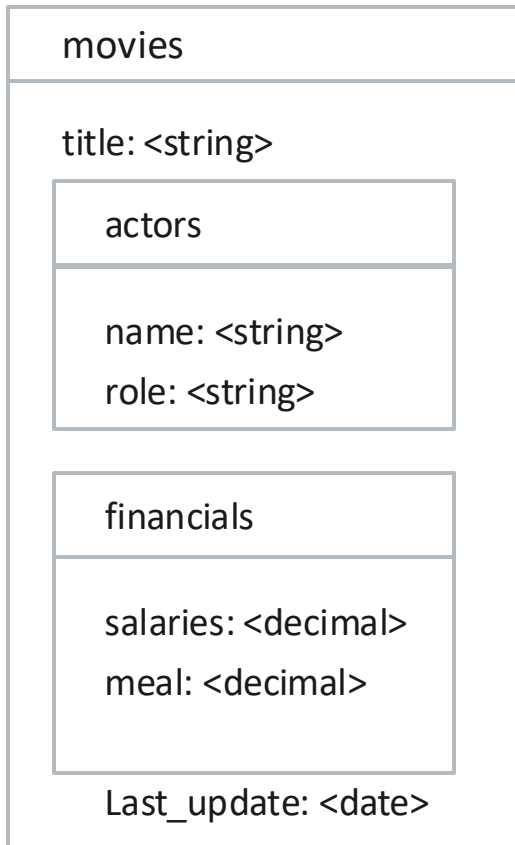 movies
title: <string>
actors
name: <string>
role: <string>
financials
salaries: <decimal>
meal: <decimal>
Last_update: <date>